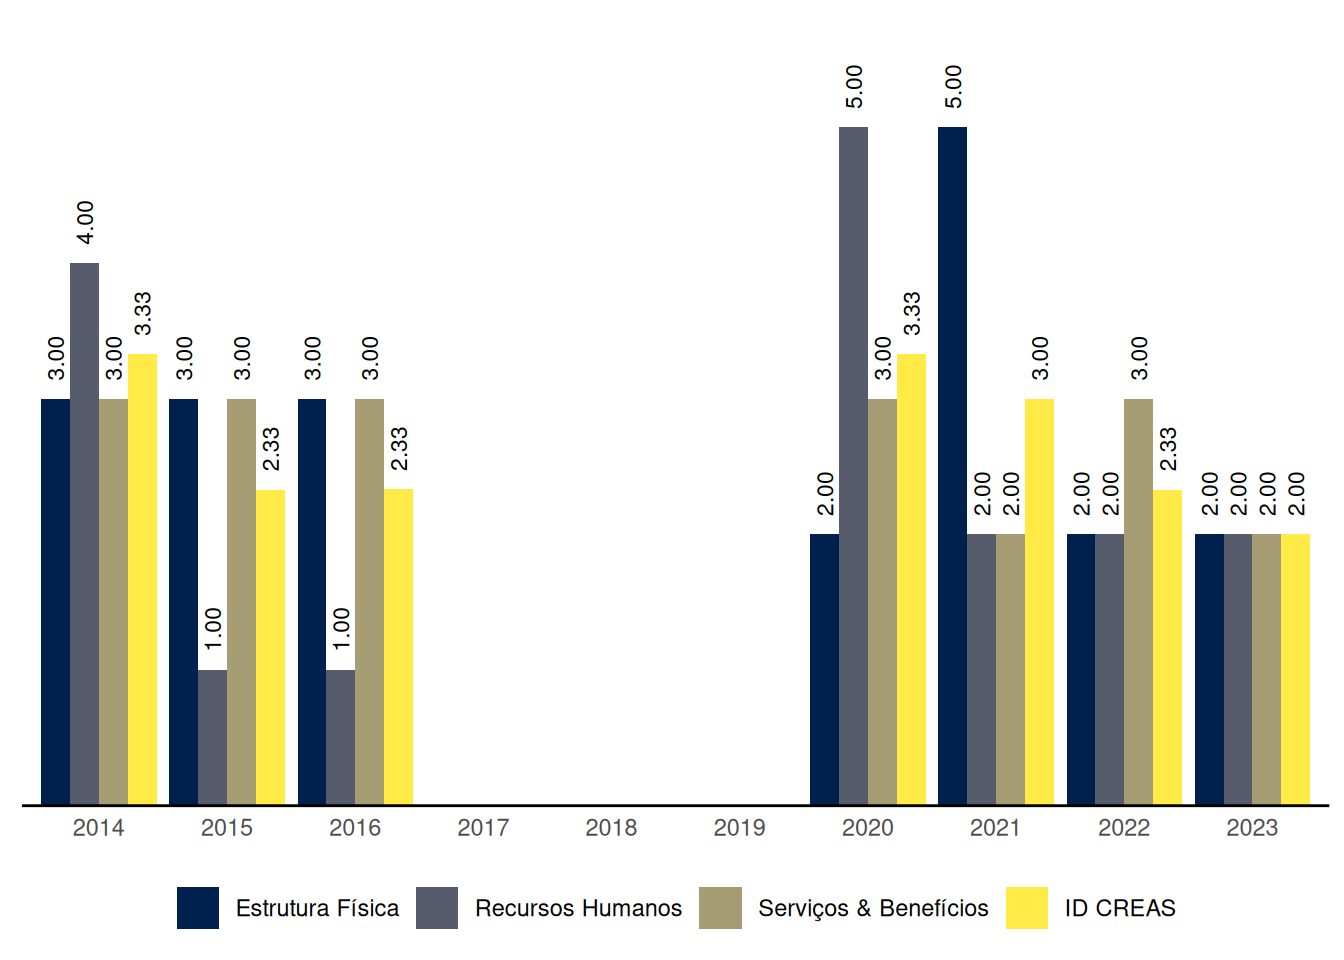 5.00 5.00
4.00
3.33 3.33
3.00 3.00 3.00 3.00 3.00 3.00 3.00 3.00 3.00
2.33 2.33 2.33
2.00 2.00 2.00 2.00 2.00 2.00 2.00 2.00 2.00
1.00 1.00
2014 2015 2016 2017 2018 2019 2020 2021 2022 2023
Estrutura Física Recursos Humanos Serviços & Benefícios ID CREAS